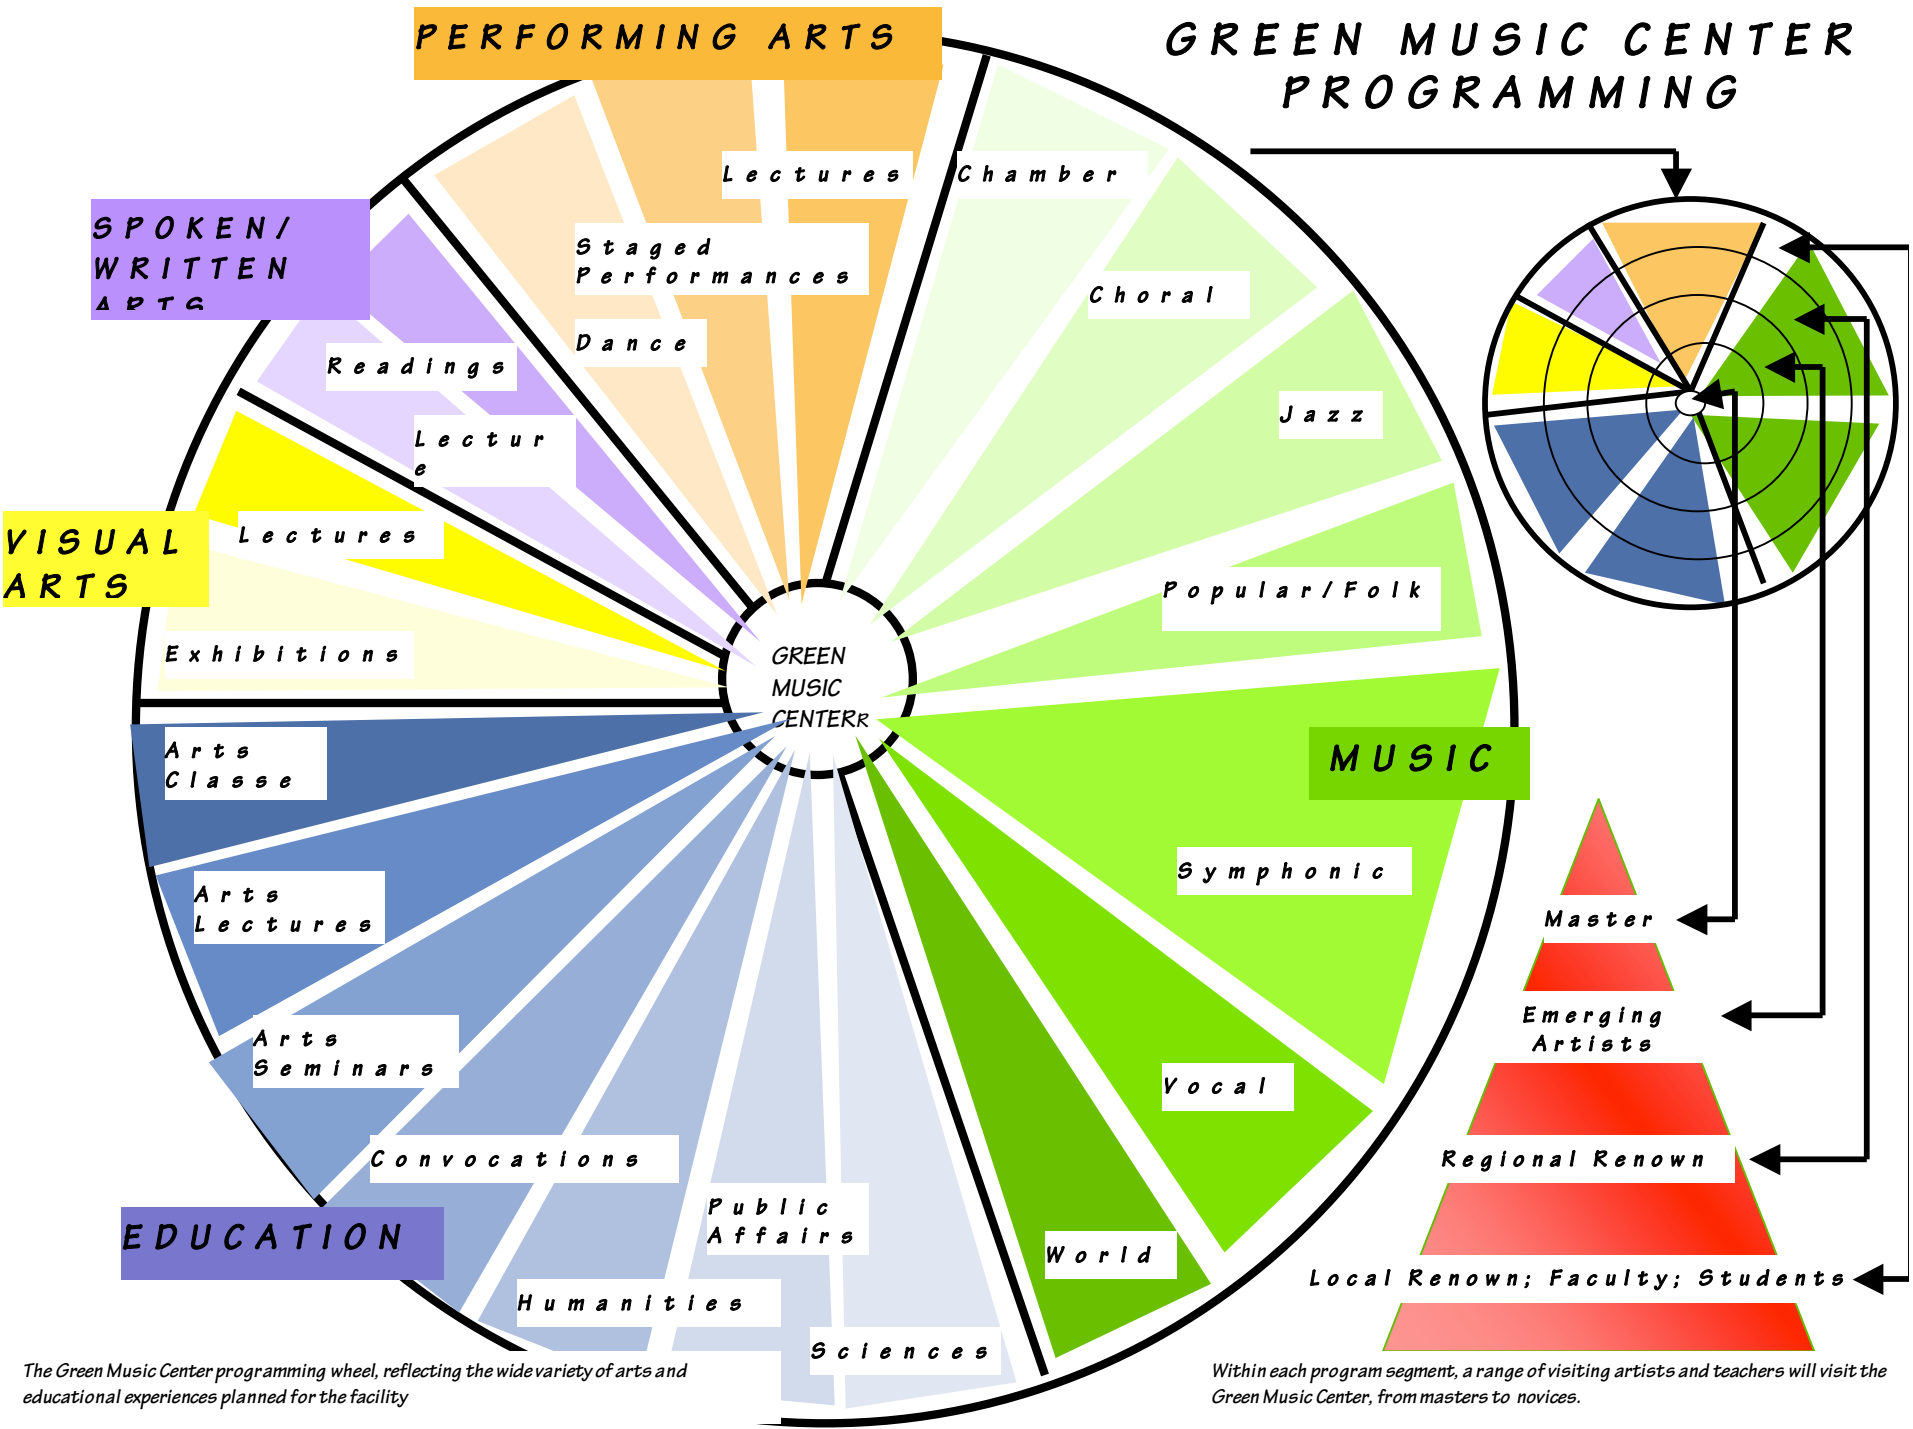 PERFORMING ARTS
GREEN MUSIC CENTER
PROGRAMMING
Lectures
Chamber
SPOKEN/
WRITTEN
ARTS
Staged
Performances
Choral
Dance
Readings
Jazz
Lectur
e
VISUAL
ARTS
Lectures
Popular/Folk
Exhibitions
GREEN
MUSIC
CENTERR
Arts
Classe
MUSIC
Symphonic
Arts
Lectures
Master
Emerging
Artists
Arts
Seminars
Vocal
Convocations
Regional Renown
Public
Affairs
EDUCATION
World
Local Renown; Faculty; Students
Humanities
Sciences
The Green Music Center programming wheel, reflecting the wide variety of arts and
educational experiences planned for the facility
Within each program segment, a range of visiting artists and teachers will visit the
Green Music Center, from masters to novices.